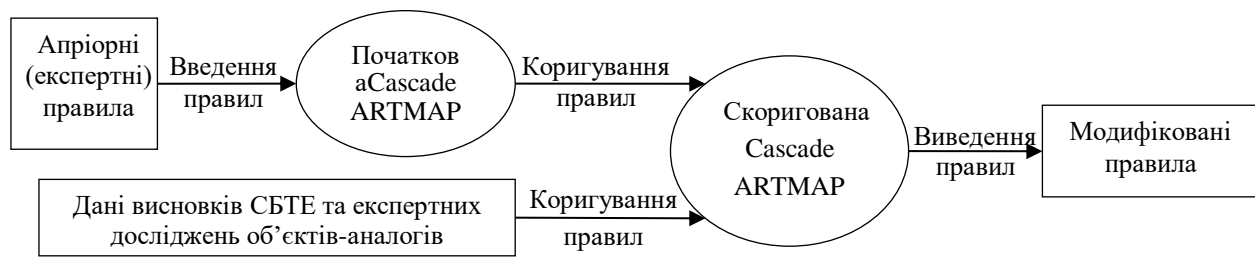 Апріорні
(експертні)
правила
Введення
правил
Початков
аCascade
ARTMAP
Коригування
правил
Скоригована
Cascade
ARTMAP
Виведення
правил
Модифіковані
правила
Дані висновків СБТЕ та експертних
досліджень об’єктів-аналогів
Коригування
правил